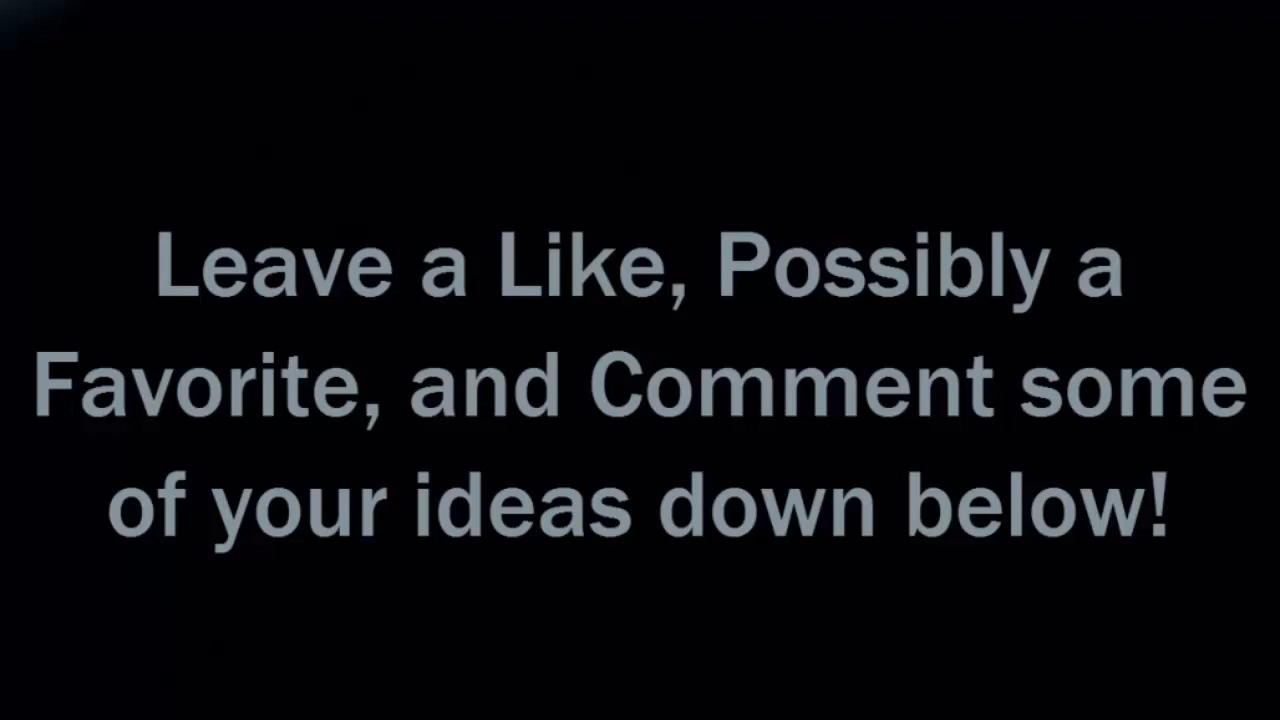 Leave a Like, Possibly a
Favorite, and Comment some
of your ideas down below!